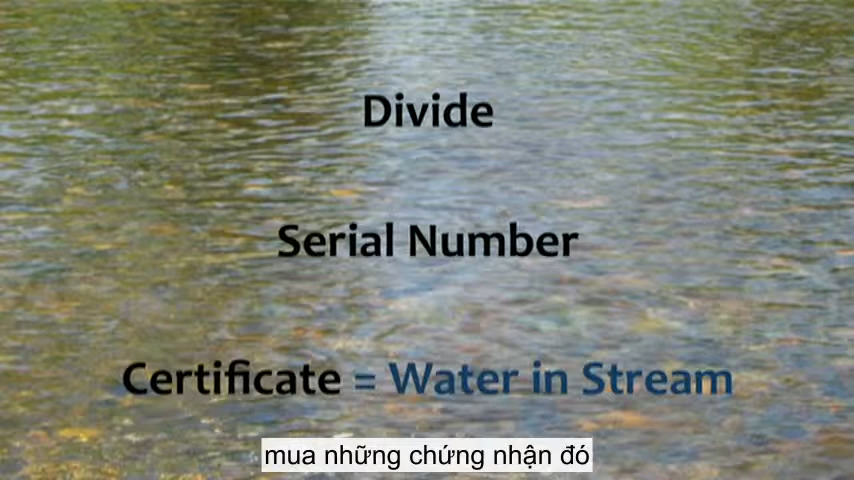 Divide
Serial Number
Certificate = Water in Stream
mua những chứng nhận đó